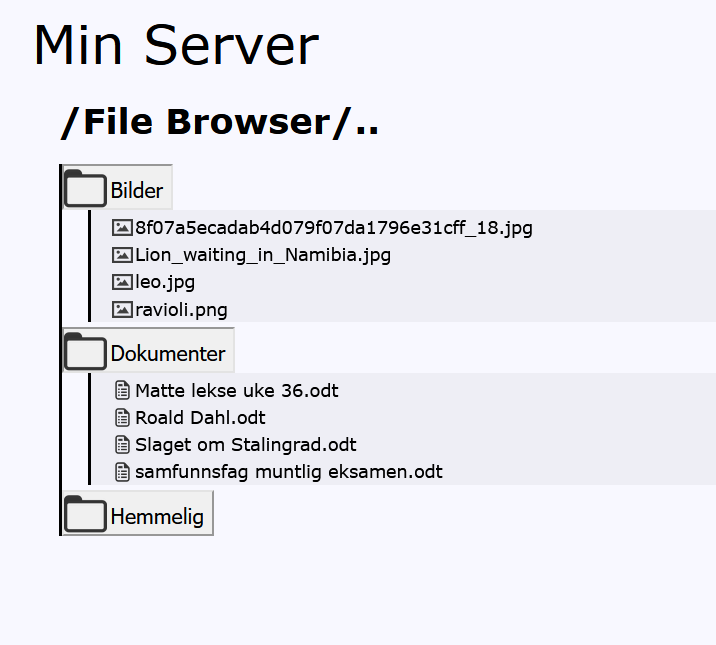 Min Server
/File Browser/..
Bilder
8f07a5ecadab4d079f07da1796e31cff_18.jpg
Lion_waiting_in_Namibia.jpg
leo.jpg
ravioli.png
Dokumenter
Matte lekse uke 36.odt
Roald Dahl.odt
Slaget om Stalingrad.odt
samfunnsfag muntlig eksamen.odt
Hemmelig